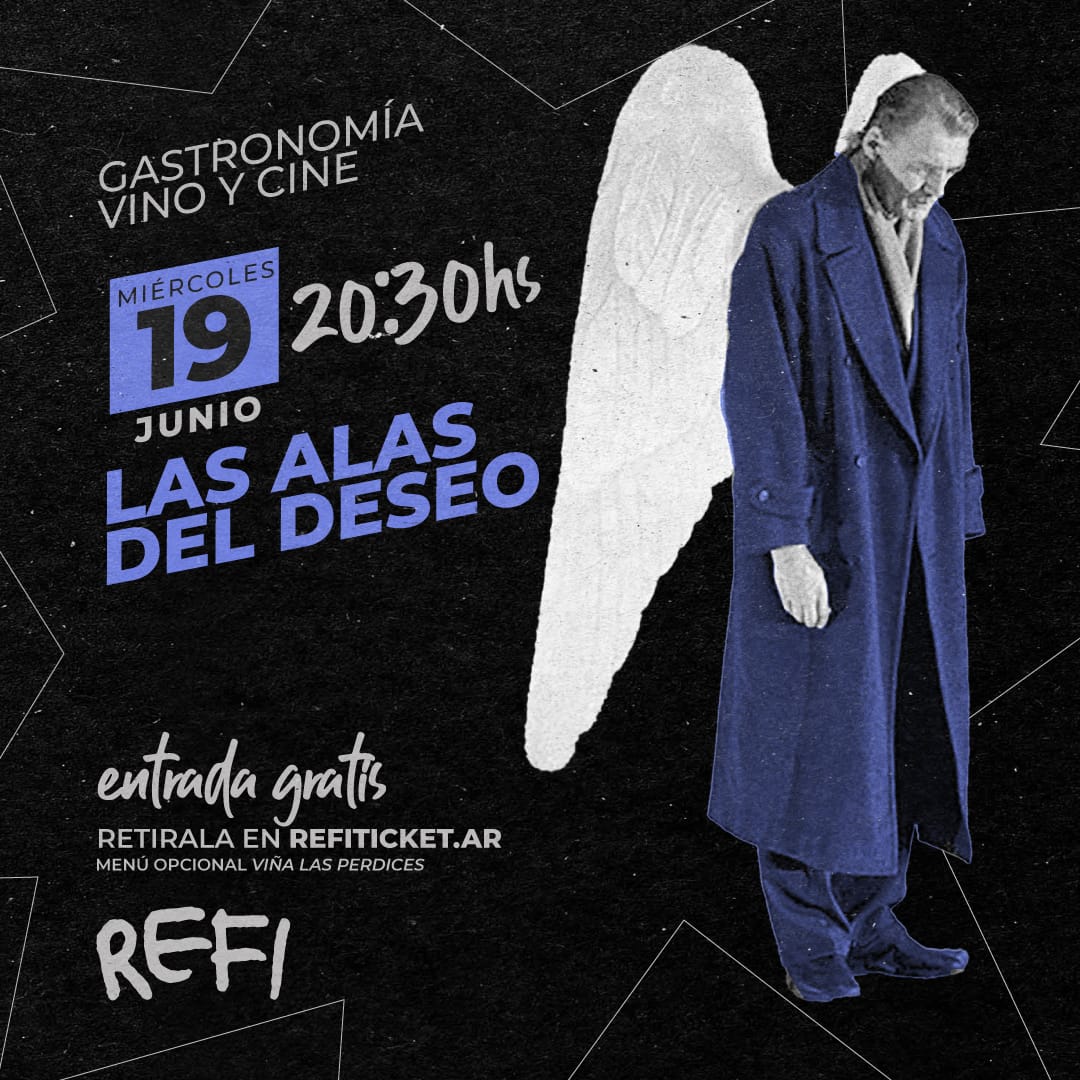 GASTRONOMÍA
VINO Y CINE
MIÉRCOLES
19
JUNIO
20:30hs
LAS ALAS
DEL DESEO
entrada gratis
RETIRALA EN REFITICKET.AR
MENÚ OPCIONAL VIÑA LAS PERDICES
REFI